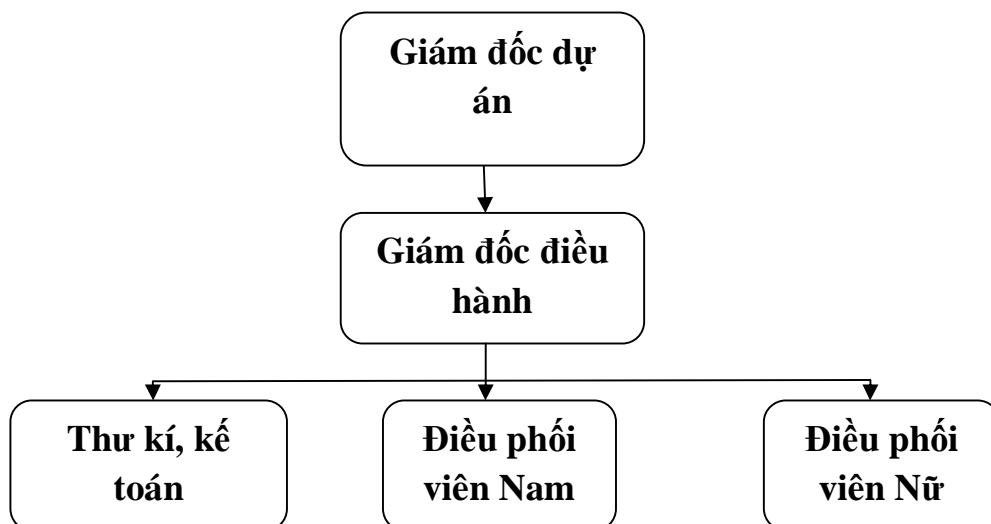 Giám đốc dự
án
Giám đốc điều
hành
Thư kí, kế
toán
Điều phối
viên Nam
Điều phối
viên Nữ